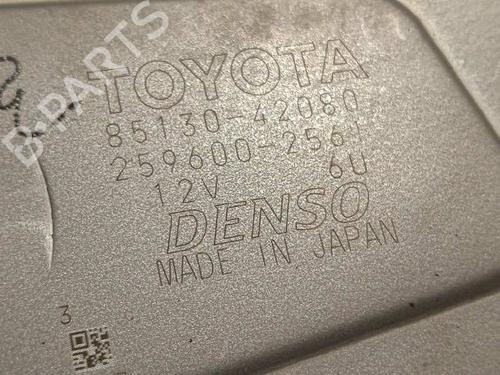 B-PARTS
TOYOTA
85130-42080
259600-2561
12V 6U
DENSO
MADE IN JAPAN
3